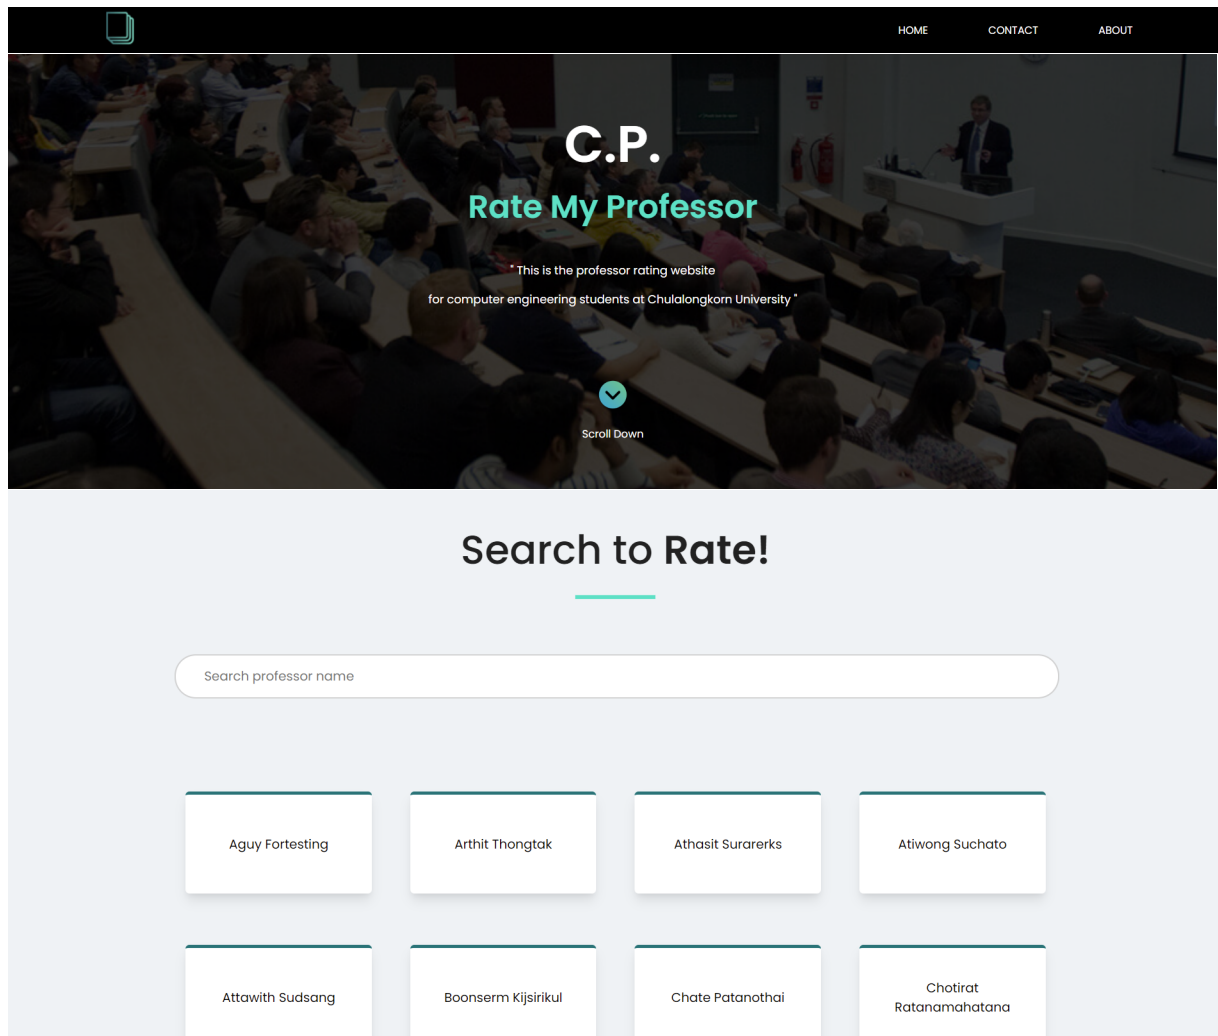 HOME CONTACT ABOUT
C.P.
Rate My Professor
" This is the professor rating website
for computer engineering students at Chulalongkorn University "
Scroll Down
Search to Rate!
Search professor name
Aguy Fortesting
Arthit Thongtak
Athasit Surarerks
Atiwong Suchato
Attawith Sudsang
Boonserm Kijsirikul
Chate Patanothai
Chotirat
Ratanamahatana